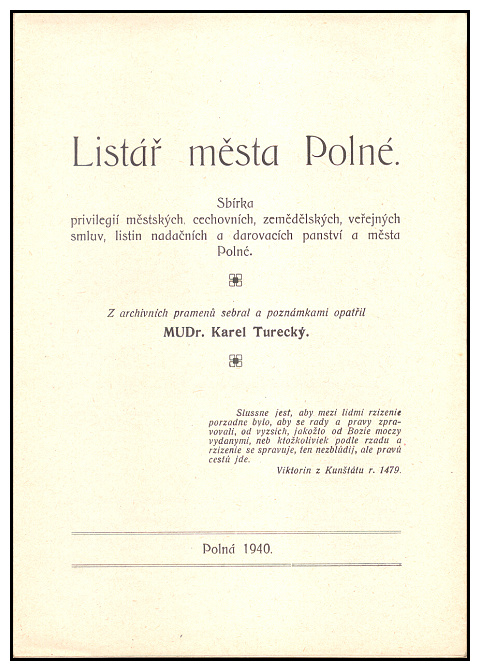 Listář města Polné.
Sbírka
privilegií městských, cechovních, zemědělských, veřejných
smluv, listin nadačních a darovacích panství a města
Polné.
Z archivních pramenů sebral a poznámkami opatřil
MUDr. Karel Turecký.
Slussne jest, aby mezi lidmi rzizenie
porzadne bylo, aby se rady a pravy zpra-
vovali, od vyzsich, jakožto od Bozie moczy
vydanymi, neb ktožkoliviek podle rzadu a
rzizenie se spravuje, ten nezblúdij, ale pravú
cestú jde.
Viktorin z Kunštátu r. 1479.
Polná 1940.